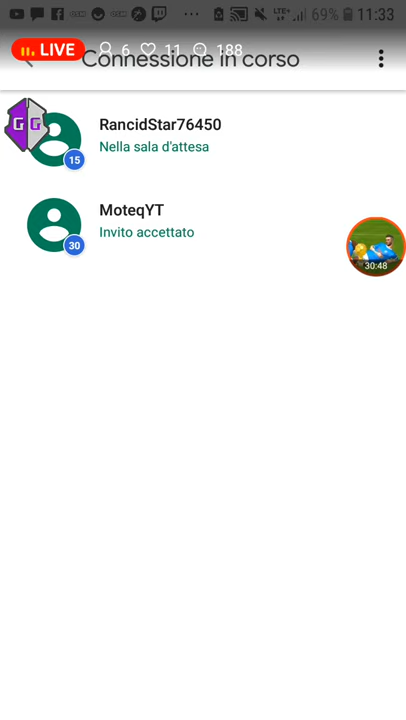 69% 11:33
LIVE 6 11 188
Connessione in corso
GG
RancidStar76450
Nella sala d'attesa
15
MoteqYT
Invito accettato
30
30:48